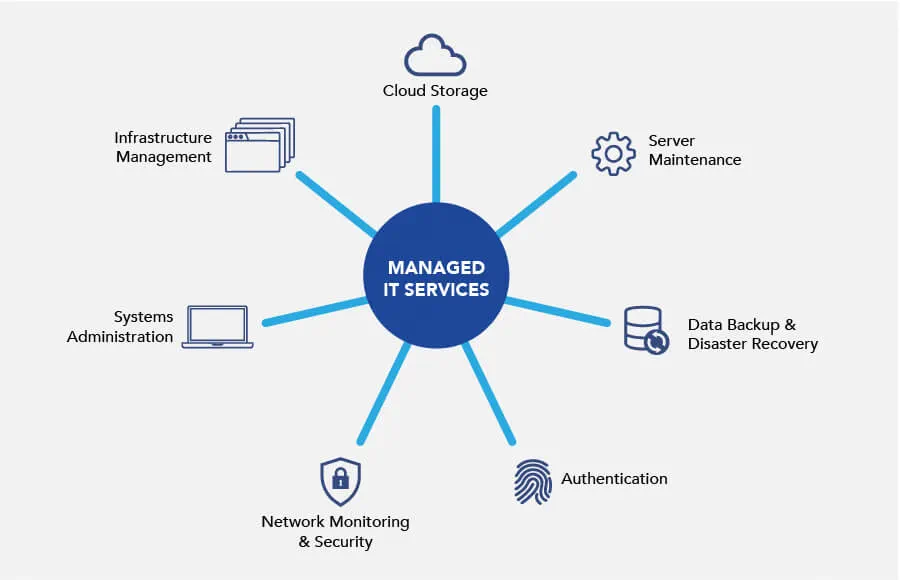 Cloud Storage
Infrastructure
Management
Server
Maintenance
MANAGED
IT SERVICES
Systems
Administration
Data Backup &
Disaster Recovery
Authentication
Network Monitoring
& Security